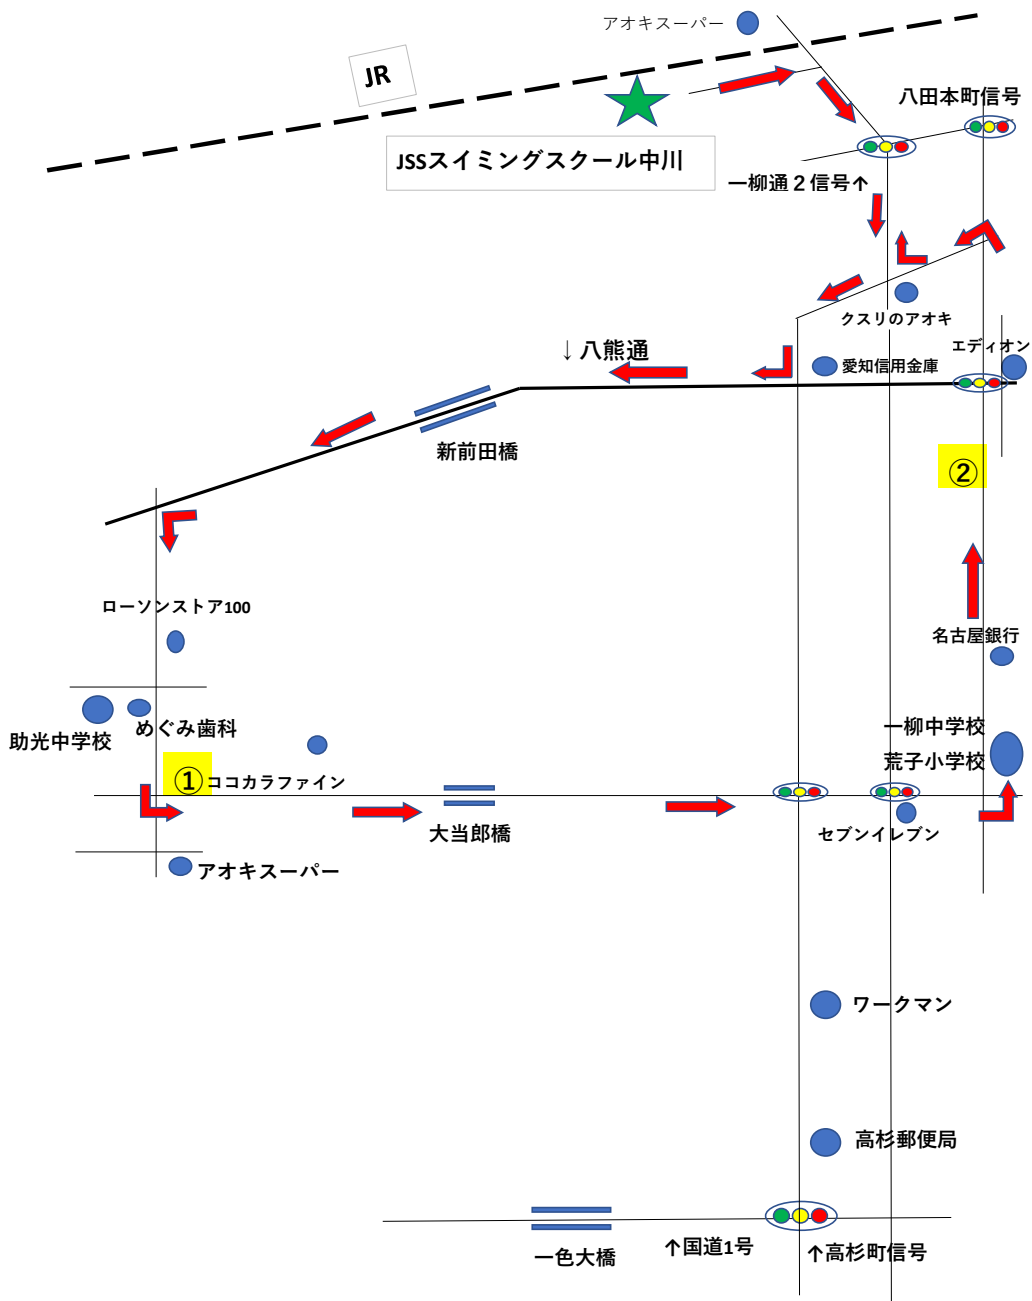 アオキスーパー
JR
八田本町信号
JSSスイミングスクール中川
一柳通２信号↑
クスリのアオキ
エディオン
↓八熊通
愛知信用金庫
新前田橋
②
ローソンストア100
名古屋銀行
めぐみ歯科
助光中学校
一柳中学校
荒子小学校
①
ココカラファイン
大当郎橋
セブンイレブン
アオキスーパー
ワークマン
高杉郵便局
↑国道1号
↑高杉町信号
一色大橋